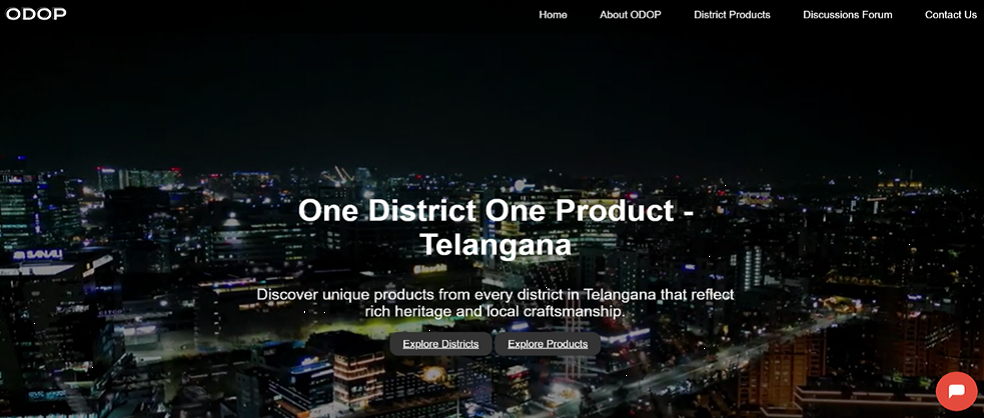 ODOP
Home About ODOP District Products Discussions Forum Contact Us
One District One Product -
Telangana
Discover unique products from every district in Telangana that reflect
rich heritage and local craftsmanship.
Explore Districts Explore Products